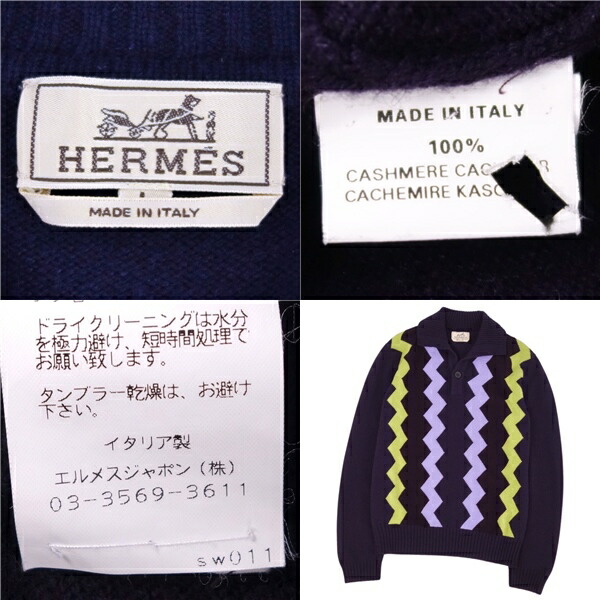 HERMES
MADE IN ITALY
MADE IN ITALY
100%
CASHMERE
CACHEMIRE
ドライクリーニングは水分
を極力避け、短時間処理で
お願い致します。
タンブラー乾燥は、お避け
下さい。
イタリア製
エルメスジャポン(株)
03-3569-3611
sw011